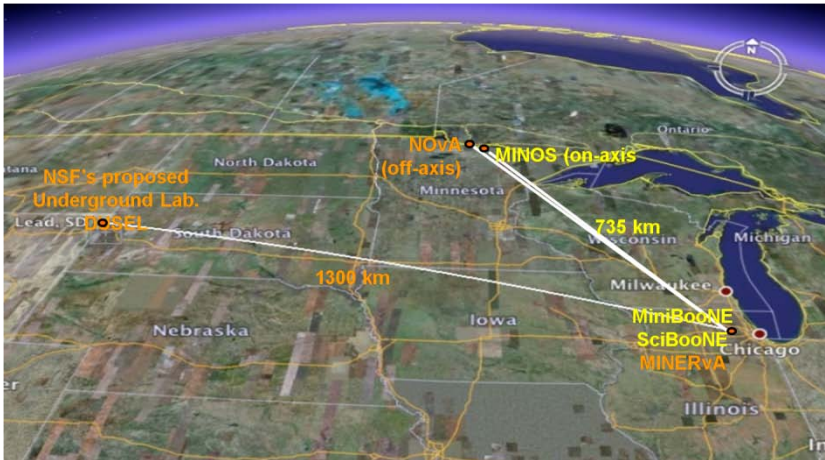 N
Ontario
NOvA
(off-axis)
MINOS (on-axis
North Dakota
Minnesota
NSF's proposed
Underground Lab.
DUSEL
Lead, SD
South Dakota
735 km
Wisconsin
Michigan
1300 km
Milwaukee
MiniBooNE
SciBooNE
MINERvA
Chicago
Iowa
Nebraska
Illinois